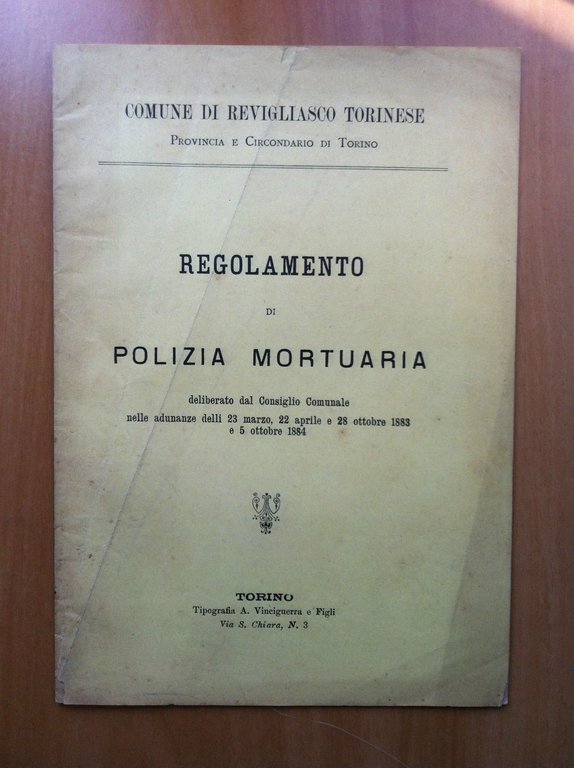 COMUNE DI REVIGLIASCO TORINESE
PROVINCIA E CIRCONDARIO DI TORINO
REGOLAMENTO
DI
POLIZIA MORTUARIA
deliberato dal Consiglio Comunale
nelle adunanze delli 23 marzo, 22 aprile e 28 ottobre 1883
e 5 ottobre 1884
TORINO
Tipografia A. Vinciguerra e Figli
Via S. Chiara, N. 3